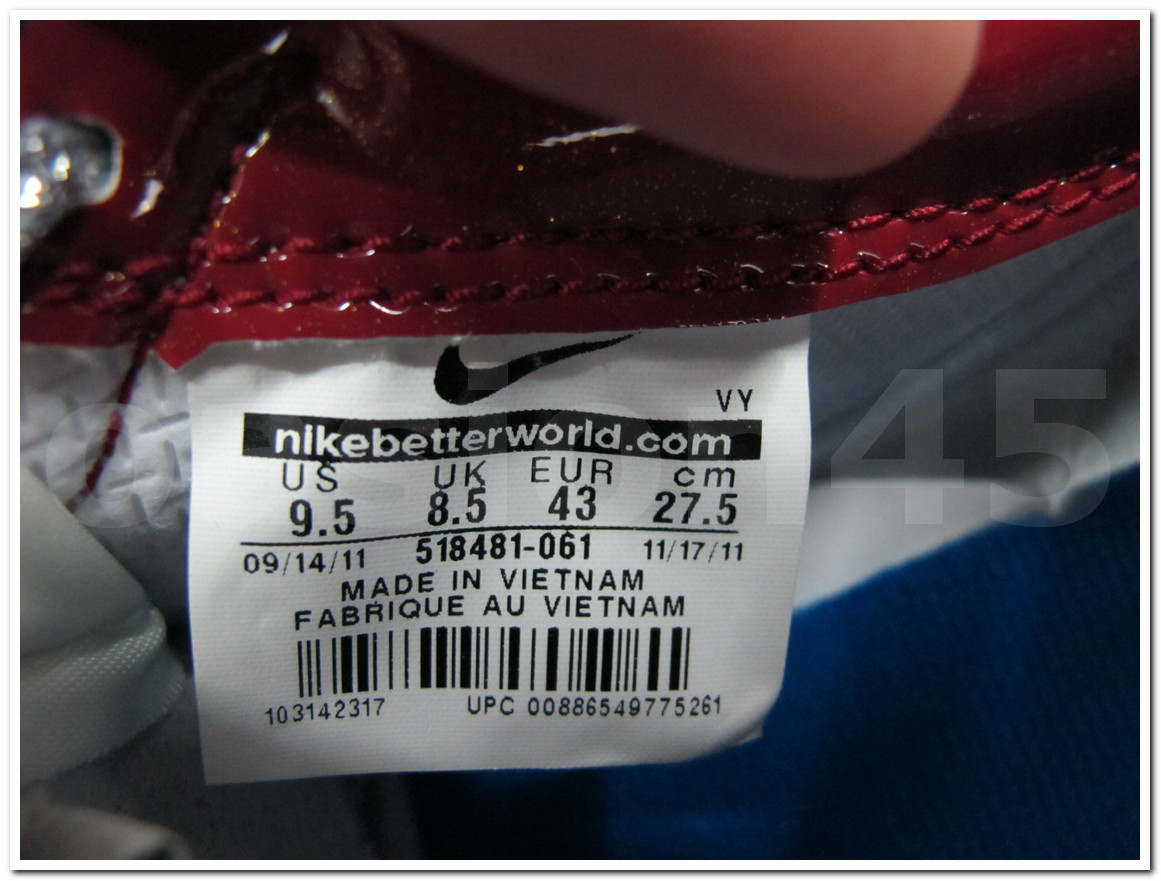 VY
nikebetterworld.com
US UK EUR cm
9.5 8.5 43 27.5
09/14/11 518481-061 11/17/11
MADE IN VIETNAM
FABRIQUE AU VIETNAM
103142317 UPC 00886549775261